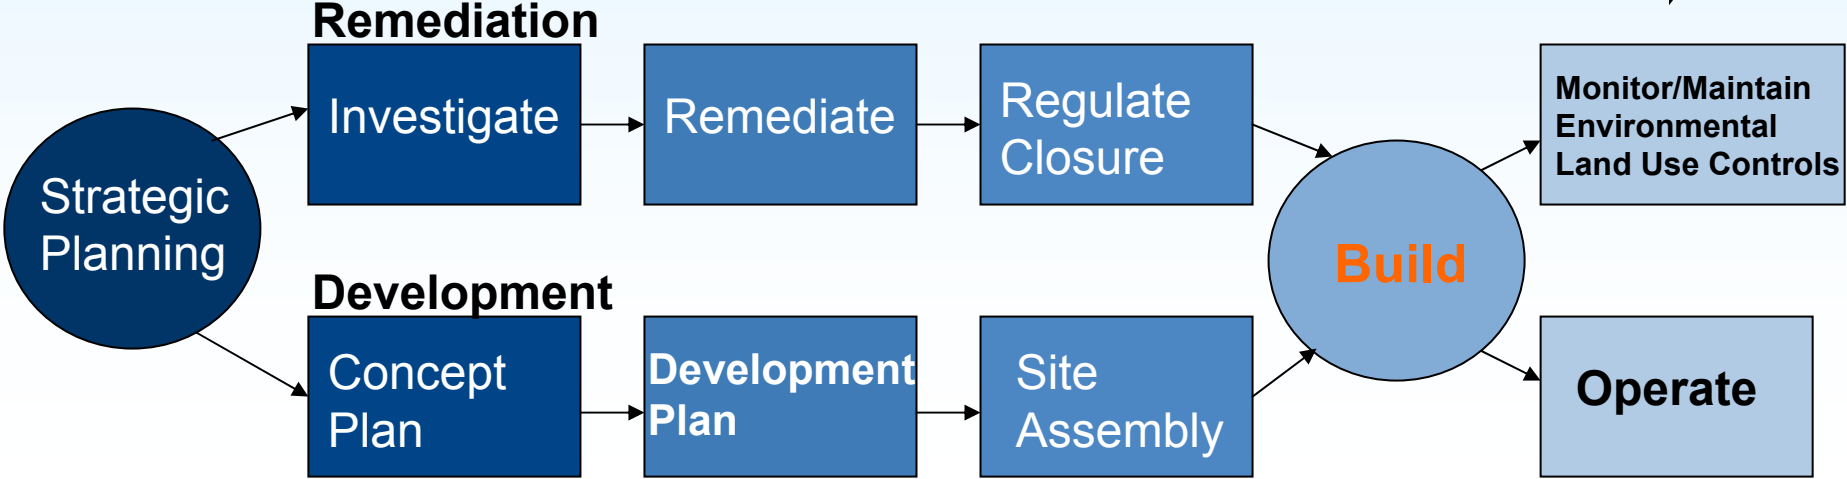 Remediation
Investigate
Remediate
Regulate
Closure
Monitor/Maintain
Environmental
Land Use Controls
Strategic
Planning
Build
Development
Concept
Plan
Development
Plan
Site
Assembly
Operate